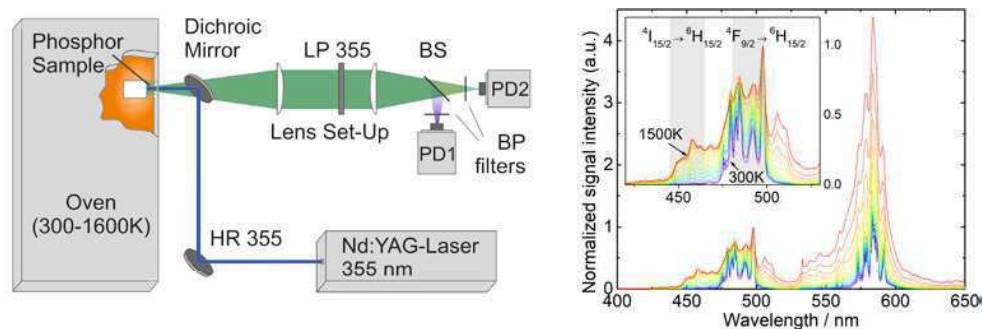 Phosphor
Sample
Dichroic
Mirror
LP 355
BS
PD2
PD1
Lens Set-Up
BP
filters
Oven
(300-1600K)
HR 355
Nd:YAG-Laser
355 nm
Normalized signal intensity (a.u.)
4
3
2
1
0
⁴I₁₅/₂→⁶H₁₅/₂ ⁴F₉/₂→⁶H₁₅/₂
1.0
0.5
0.0
1500K
300K
450 500
400 450 500 550 600 650
Wavelength / nm